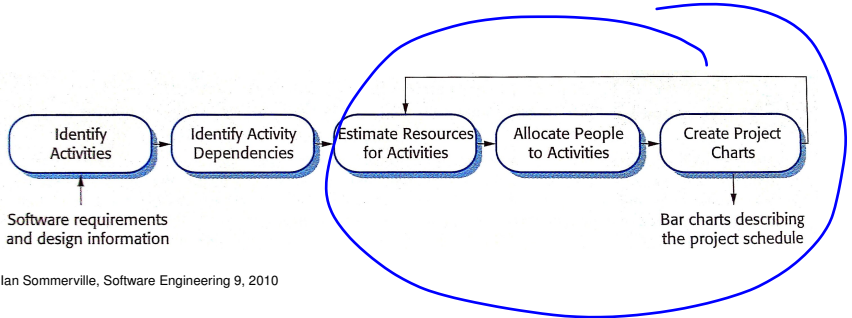 Identify
Activities
Identify Activity
Dependencies
Estimate Resources
for Activities
Allocate People
to Activities
Create Project
Charts
Software requirements
and design information
Bar charts describing
the project schedule
Ian Sommerville, Software Engineering 9, 2010